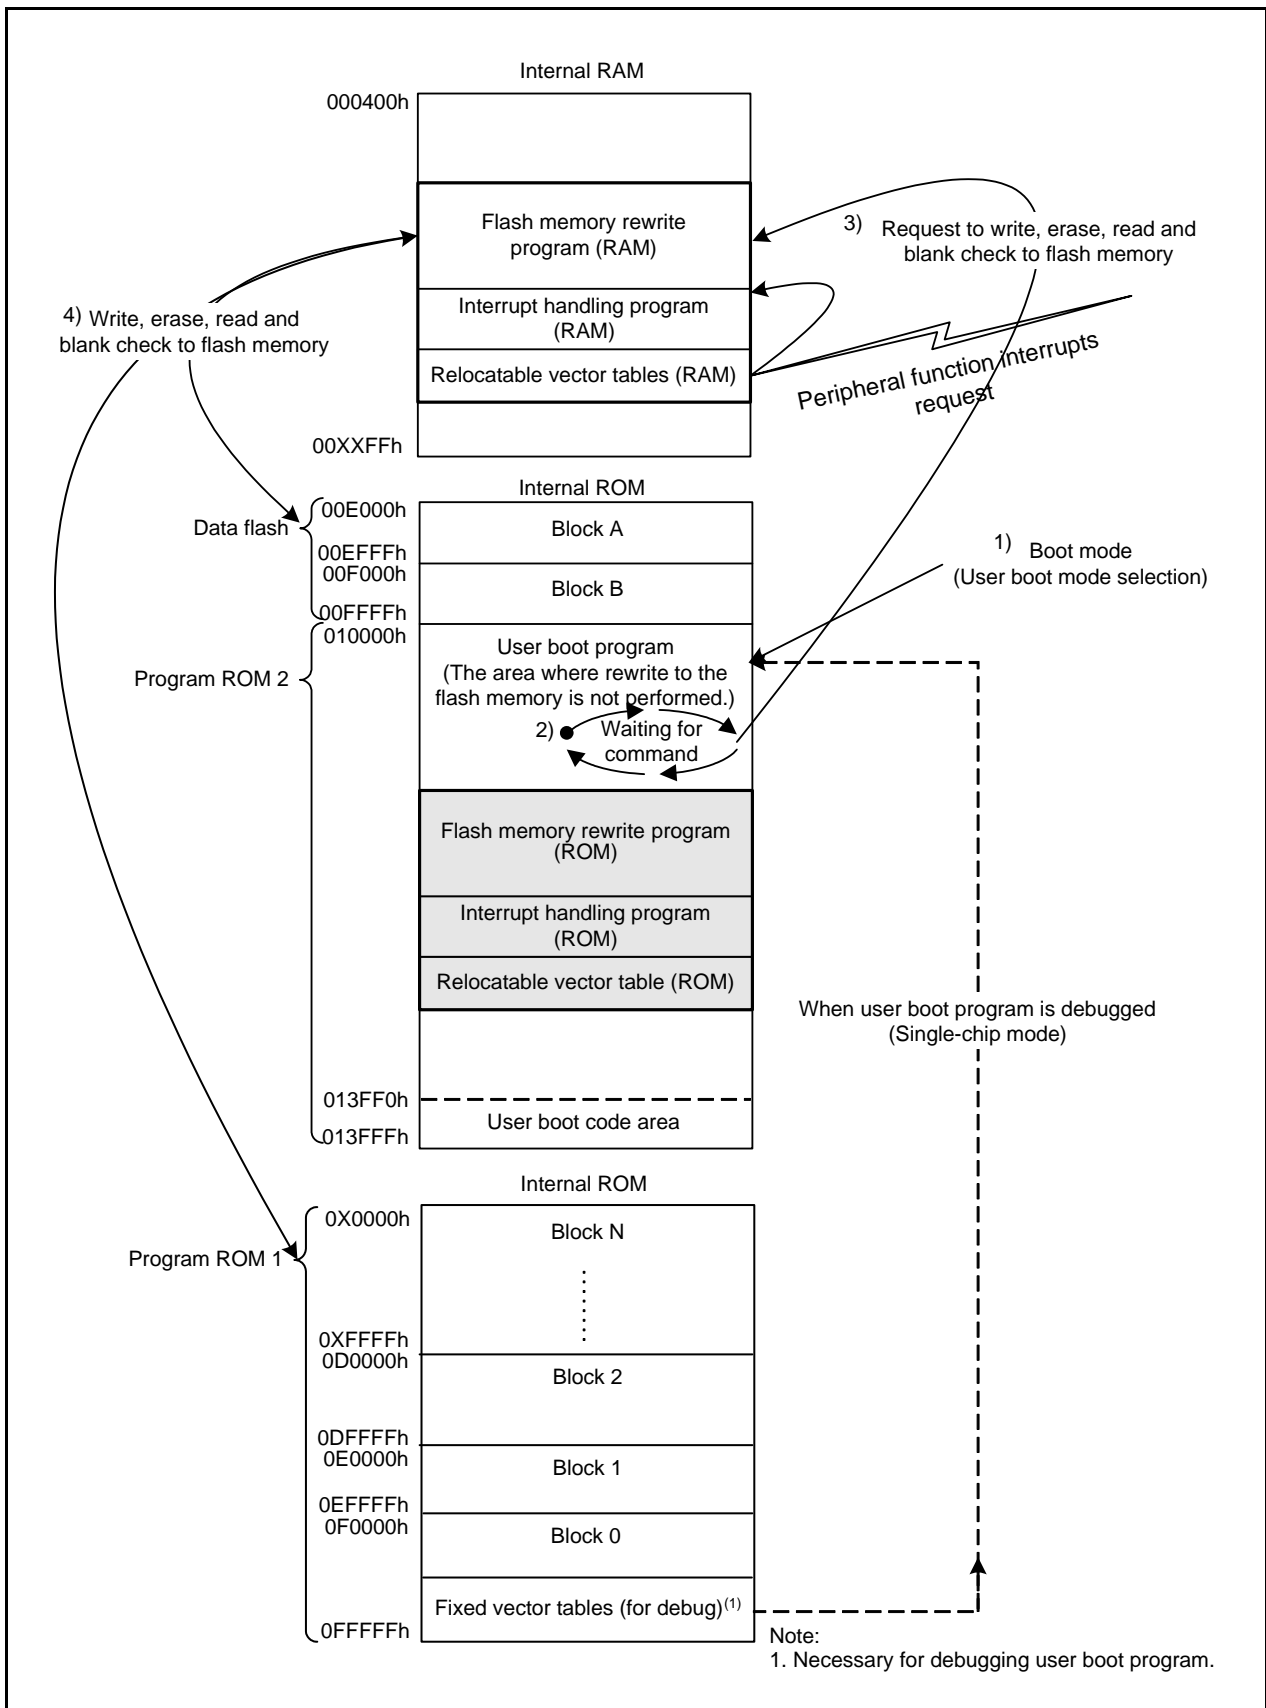 Internal RAM
000400h
Flash memory rewrite
program (RAM)
3) Request to write, erase, read and
blank check to flash memory
Interrupt handling program
(RAM)
4) Write, erase, read and
blank check to flash memory
Relocatable vector tables (RAM)
Peripheral function interrupts
request
00XXFFh
Internal ROM
00E000h
Data flash
Block A
00EFFFh
00F000h
Block B
1) Boot mode
(User boot mode selection)
00FFFFh
010000h
Program ROM 2
User boot program
(The area where rewrite to the
flash memory is not performed.)
2) Waiting for
command
Flash memory rewrite program
(ROM)
Interrupt handling program
(ROM)
Relocatable vector table (ROM)
When user boot program is debugged
(Single-chip mode)
013FF0h
User boot code area
013FFFh
Internal ROM
0X0000h
Block N
Program ROM 1
0XFFFFh
0D0000h
Block 2
0DFFFFh
0E0000h
Block 1
0EFFFFh
0F0000h
Block 0
Fixed vector tables (for debug)(1)
0FFFFFh
Note:
1. Necessary for debugging user boot program.